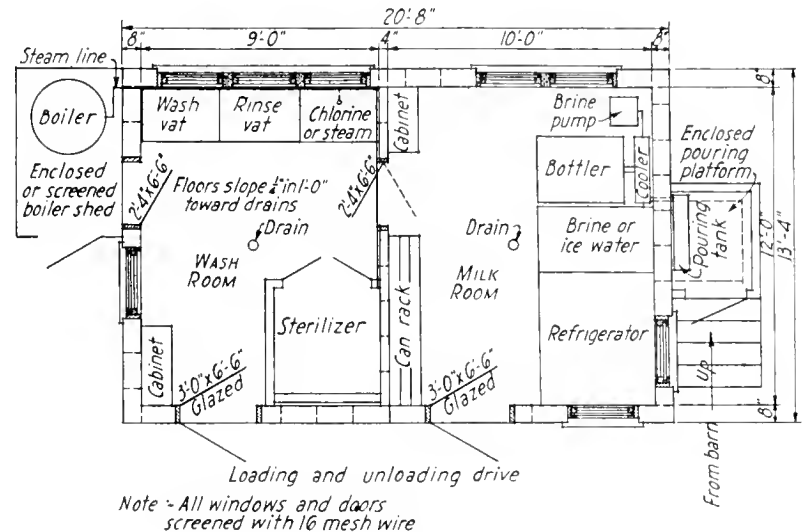 20'-8"
8"
9'-0"
4"
10'-0"
8"
Steam line
8"
Boiler
Wash
vat
Rinse
vat
Chlorine
or steam
Cabinet
Brine
pump
Bottler
Cooler
Enclosed
pouring
platform
Enclosed
or screened
boiler shed
2'-4"x6'-6"
Floors slope ¼" in 1'-0"
toward drains
2'-4"x6'-6"
Drain
Drain
Brine or
ice water
Pouring
tank
12'-0"
13'-4"
WASH
ROOM
MILK
ROOM
Sterilizer
Can rack
Refrigerator
Cabinet
3'-0"x6'-6"
Glazed
3'-0"x6'-6"
Glazed
Up
8"
From barn
Loading and unloading drive
Note:- All windows and doors
screened with 16 mesh wire